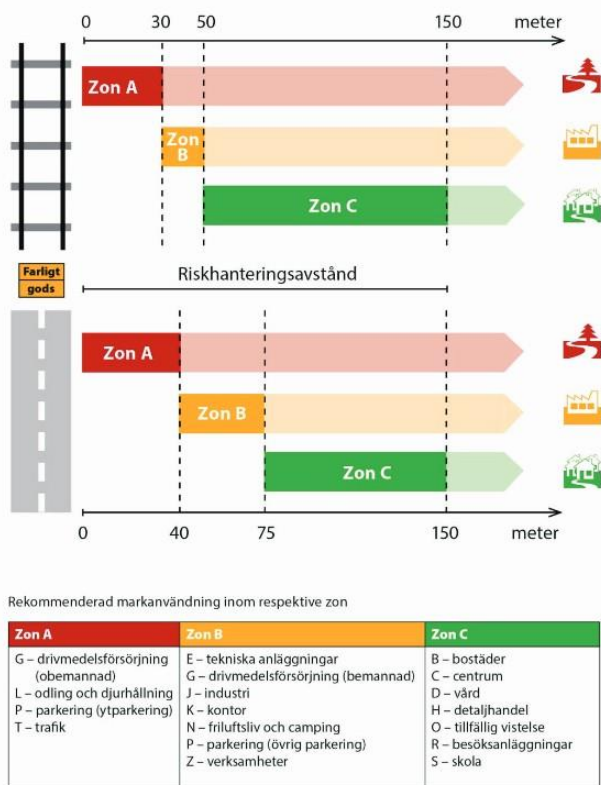 0 30 50 150 meter
Zon A
Zon
B
Zon C
Farligt
gods
Riskhanteringsavstånd
Zon A
Zon B
Zon C
0 40 75 150 meter
Rekommenderad markanvändning inom respektive zon
Zon A
G – drivmedelsförsörjning
(obemannad)
L – odling och djurhållning
P – parkering (ytparkering)
T – trafik
Zon B
E – tekniska anläggningar
G – drivmedelsförsörjning (bemannad)
J – industri
K – kontor
N – friluftsliv och camping
P – parkering (övrig parkering)
Z – verksamheter
Zon C
B – bostäder
C – centrum
D – vård
H – detaljhandel
O – tillfällig vistelse
R – besöksanläggningar
S – skola